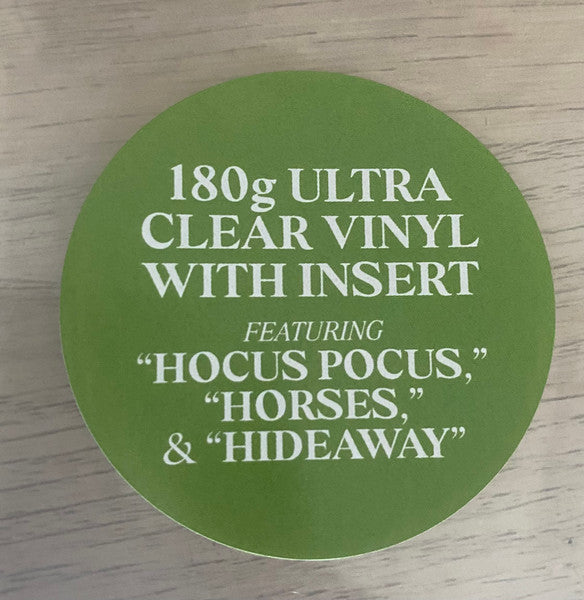 180g ULTRA
CLEAR VINYL
WITH INSERT
FEATURING
“HOCUS POCUS,”
“HORSES,”
& “HIDEAWAY”